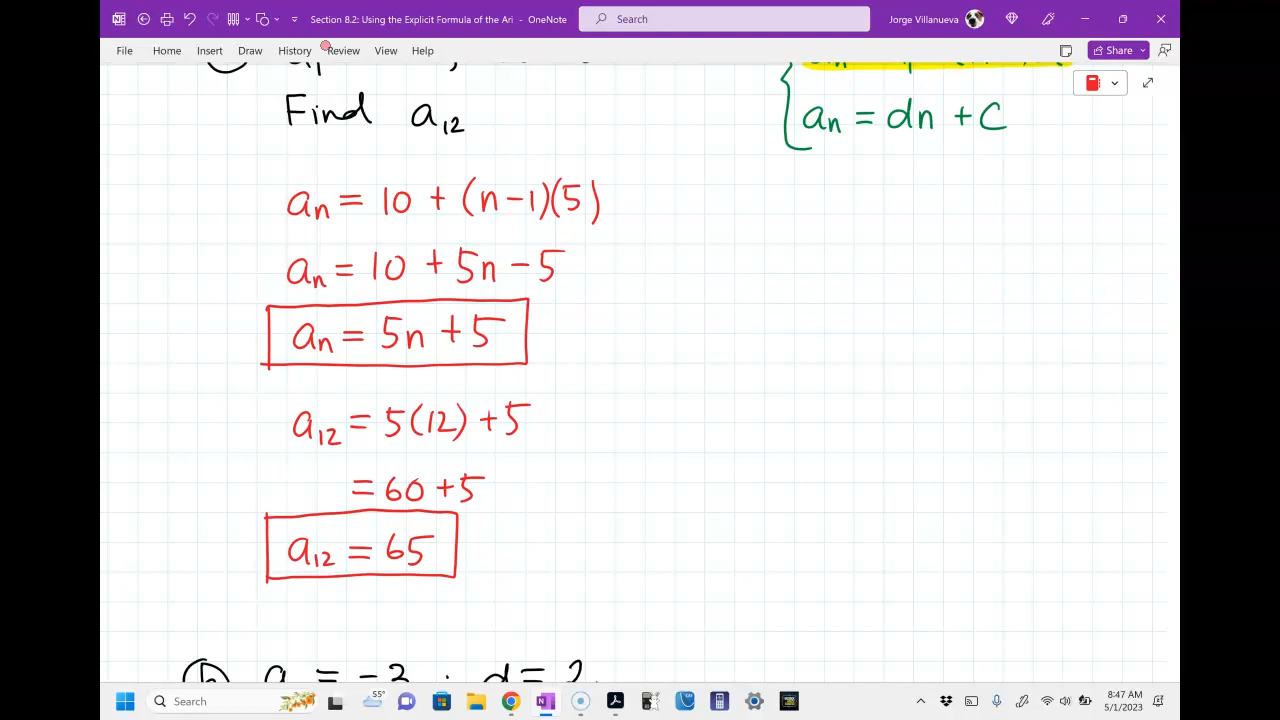 Section 8.2: Using the Explicit Formula of the Ari - OneNote
Search
Jorge Villanueva
File Home Insert Draw History Review View Help
Share
Find a₁₂
aₙ = dn + C
aₙ = 10 + (n - 1)(5)
aₙ = 10 + 5n - 5
aₙ = 5n + 5
a₁₂ = 5(12) + 5
= 60 + 5
a₁₂ = 65
Search
55°
8:47 AM
5/1/2023